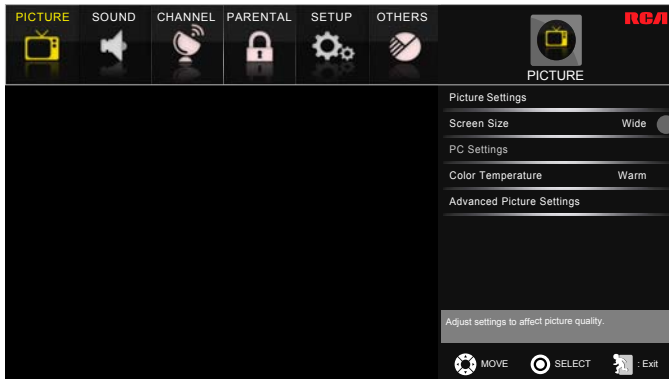 PICTURE SOUND CHANNEL PARENTAL SETUP OTHERS
RCA
PICTURE
Picture Settings
Screen Size Wide
PC Settings
Color Temperature Warm
Advanced Picture Settings
Adjust settings to affect picture quality.
MOVE SELECT : Exit